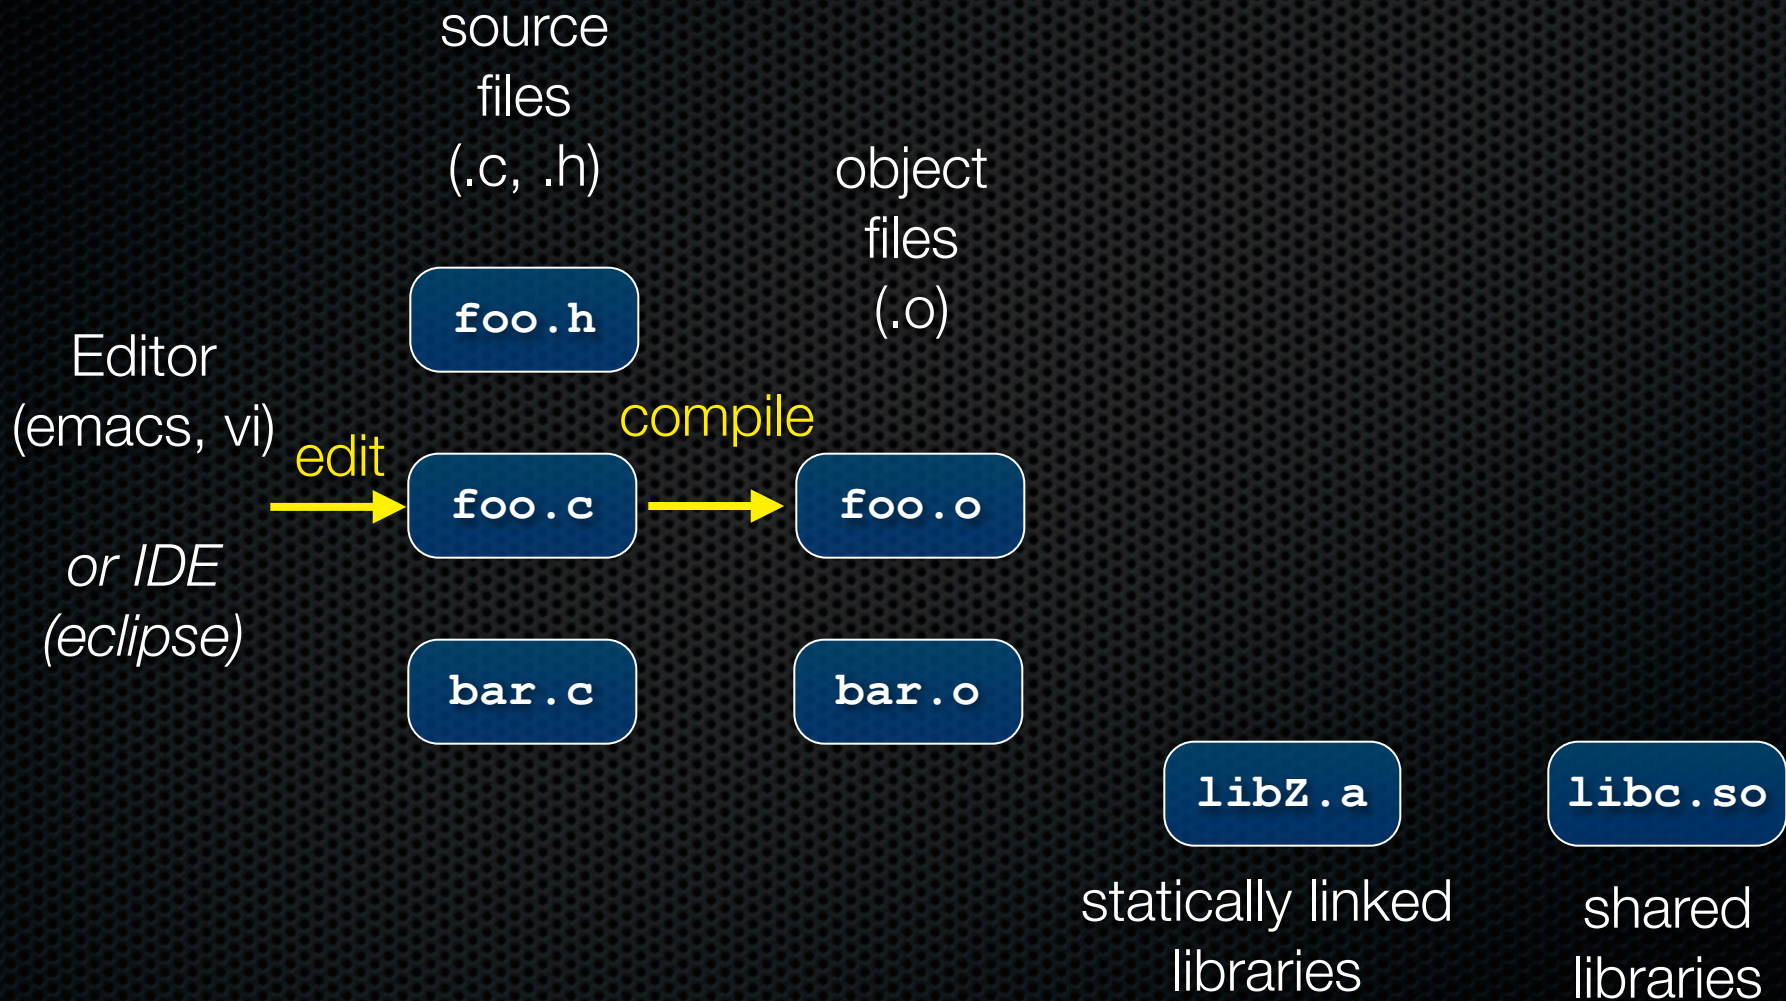 source
files
(.c, .h)
object
files
(.o)
foo.h
Editor
(emacs, vi)
edit
compile
foo.c
foo.o
or IDE
(eclipse)
bar.c
bar.o
libZ.a
libc.so
statically linked
libraries
shared
libraries